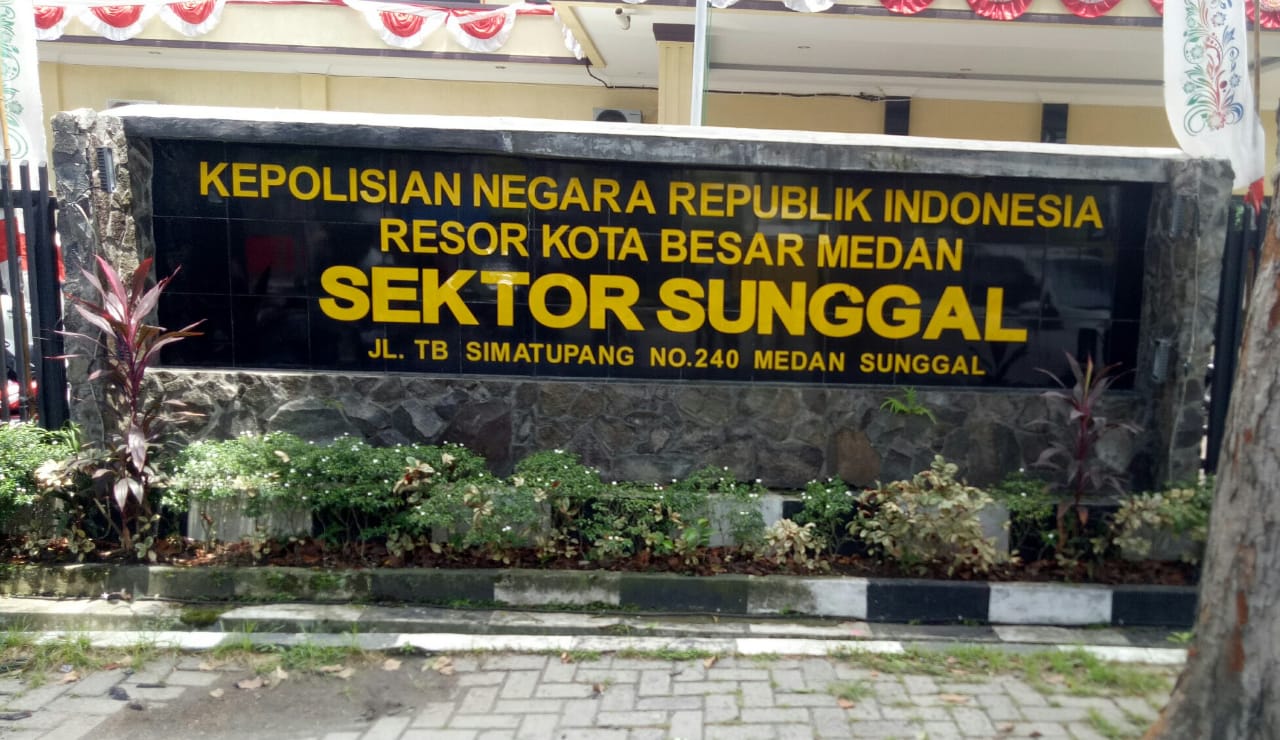 KEPOLISIAN NEGARA REPUBLIK INDONESIA
RESOR KOTA BESAR MEDAN
SEKTOR SUNGGAL
JL. TB SIMATUPANG NO.240 MEDAN SUNGGAL